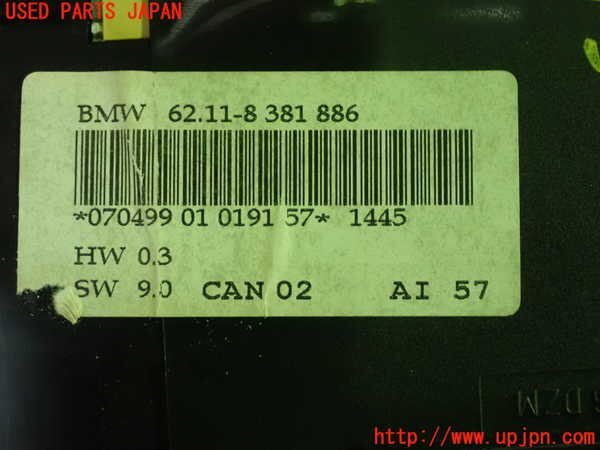 USED PARTS JAPAN
BMW 62.11-8 381 886
*070499 01 0191 57* 1445
HW 0.3
SW 9.0 CAN 02 AI 57
DZM
http://www.upjpn.com/